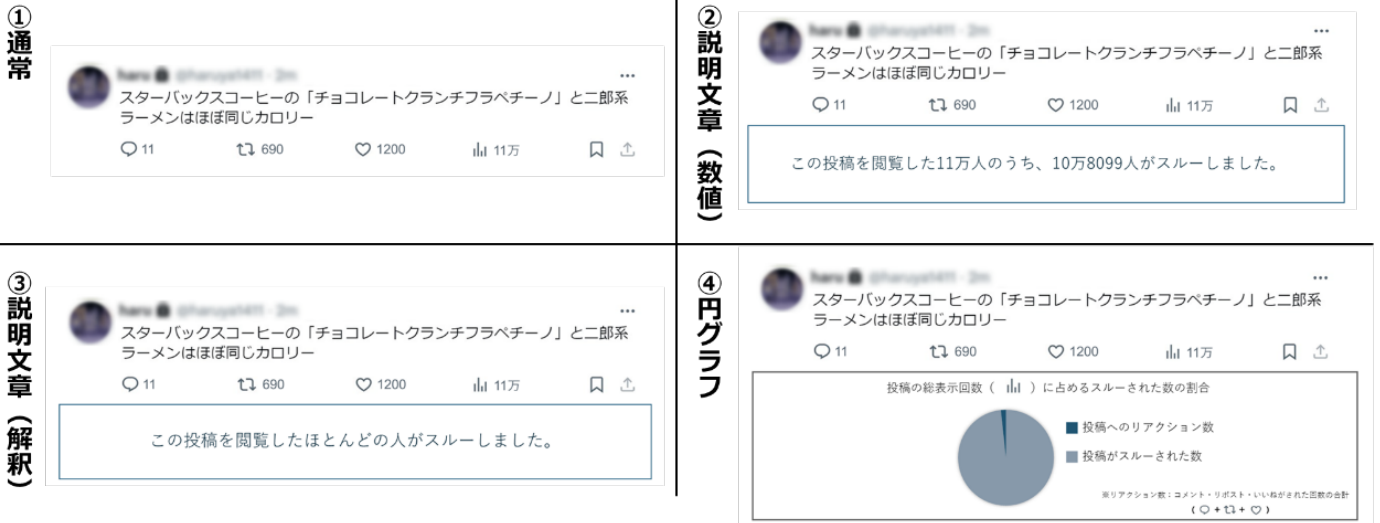 ①通常
スターバックスコーヒーの「チョコレートクランチフラペチーノ」と二郎系
ラーメンはほぼ同じカロリー
11 690 1200 11万
②説明文章（数値）
スターバックスコーヒーの「チョコレートクランチフラペチーノ」と二郎系
ラーメンはほぼ同じカロリー
11 690 1200 11万
この投稿を閲覧した11万人のうち、10万8099人がスルーしました。
③説明文章（解釈）
スターバックスコーヒーの「チョコレートクランチフラペチーノ」と二郎系
ラーメンはほぼ同じカロリー
11 690 1200 11万
この投稿を閲覧したほとんどの人がスルーしました。
④円グラフ
スターバックスコーヒーの「チョコレートクランチフラペチーノ」と二郎系
ラーメンはほぼ同じカロリー
11 690 1200 11万
投稿の総表示回数（ ）に占めるスルーされた数の割合
投稿へのリアクション数
投稿がスルーされた数
※リアクション数：コメント・リポスト・いいねがされた回数の合計
( + + )